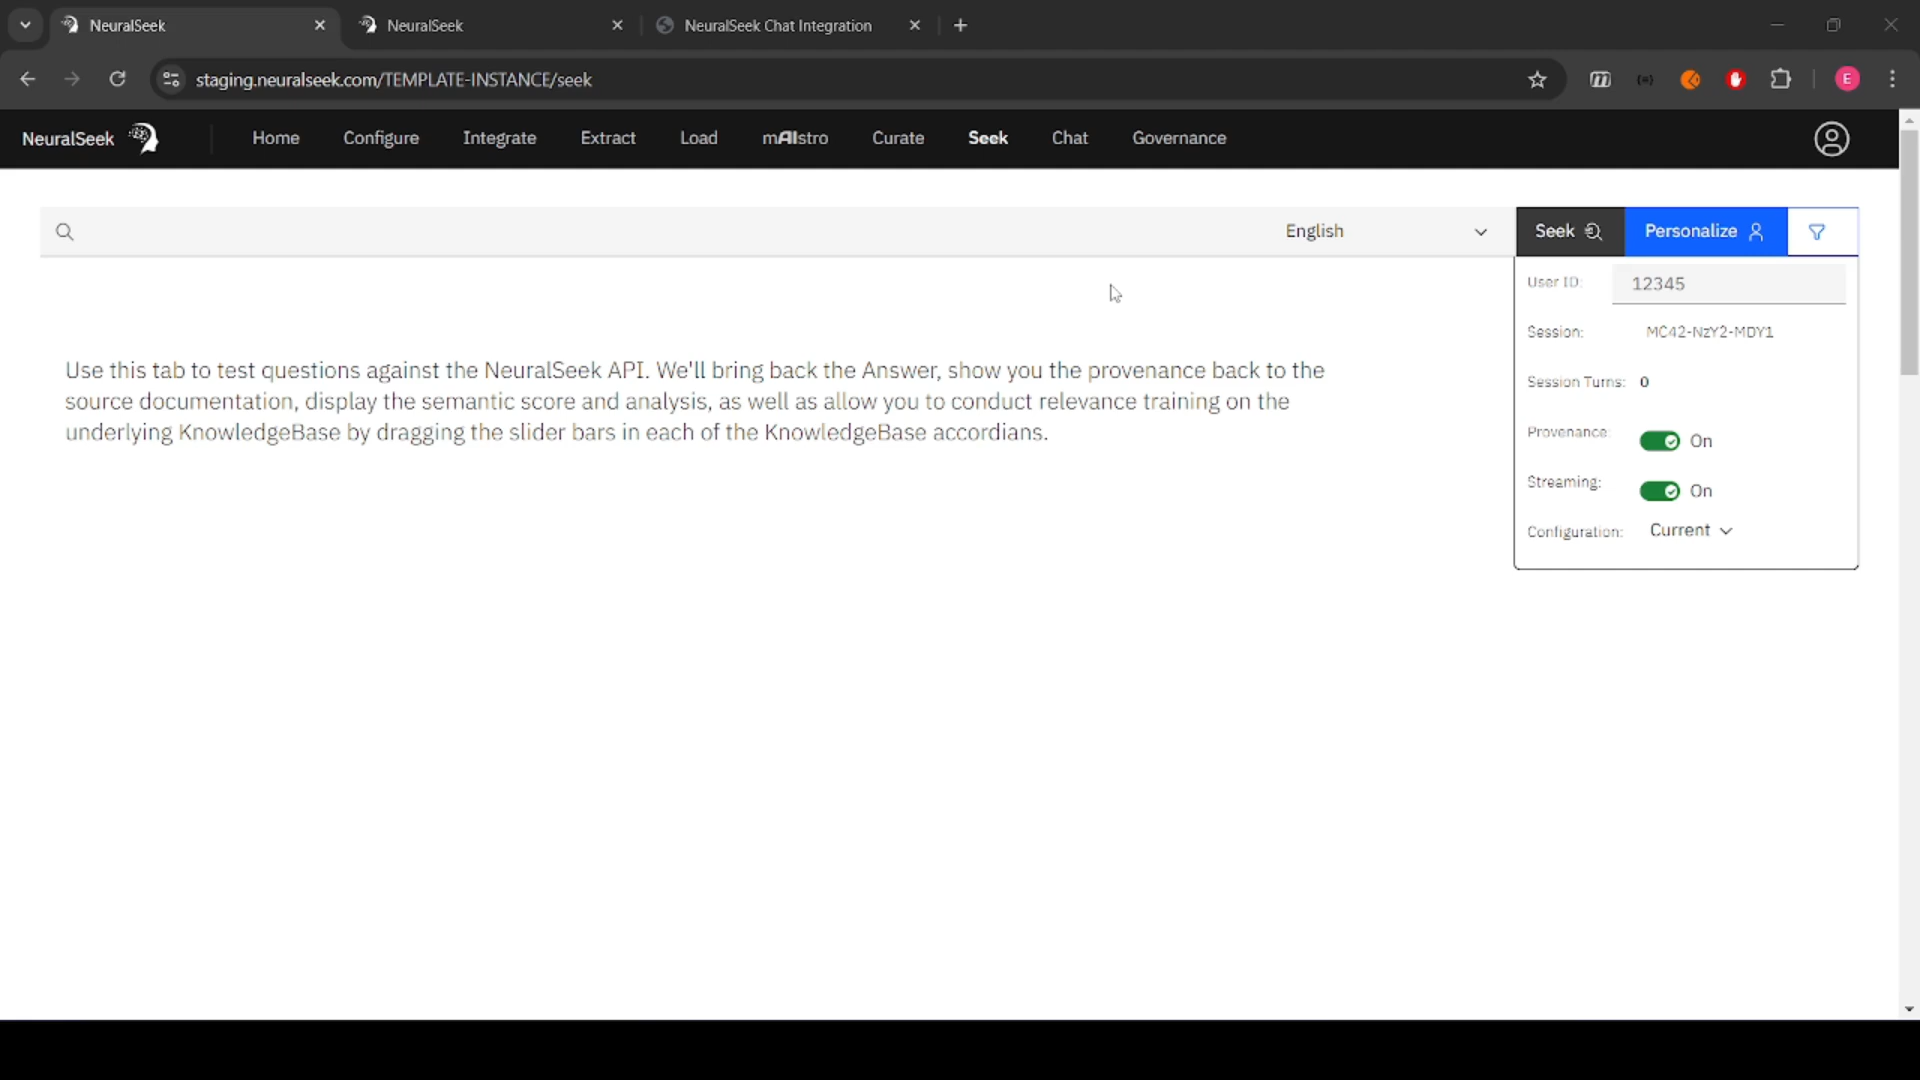 NeuralSeek
NeuralSeek
NeuralSeek Chat Integration
staging.neuralseek.com/TEMPLATE-INSTANCE/seek
E
NeuralSeek
Home
Configure
Integrate
Extract
Load
mAIstro
Curate
Seek
Chat
Governance
English
Seek
Personalize
User ID:
12345
Session:
MC42-NzY2-MDY1
Session Turns:
0
Provenance:
On
Streaming:
On
Configuration:
Current
Use this tab to test questions against the NeuralSeek API. We'll bring back the Answer, show you the provenance back to the
source documentation, display the semantic score and analysis, as well as allow you to conduct relevance training on the
underlying KnowledgeBase by dragging the slider bars in each of the KnowledgeBase accordians.